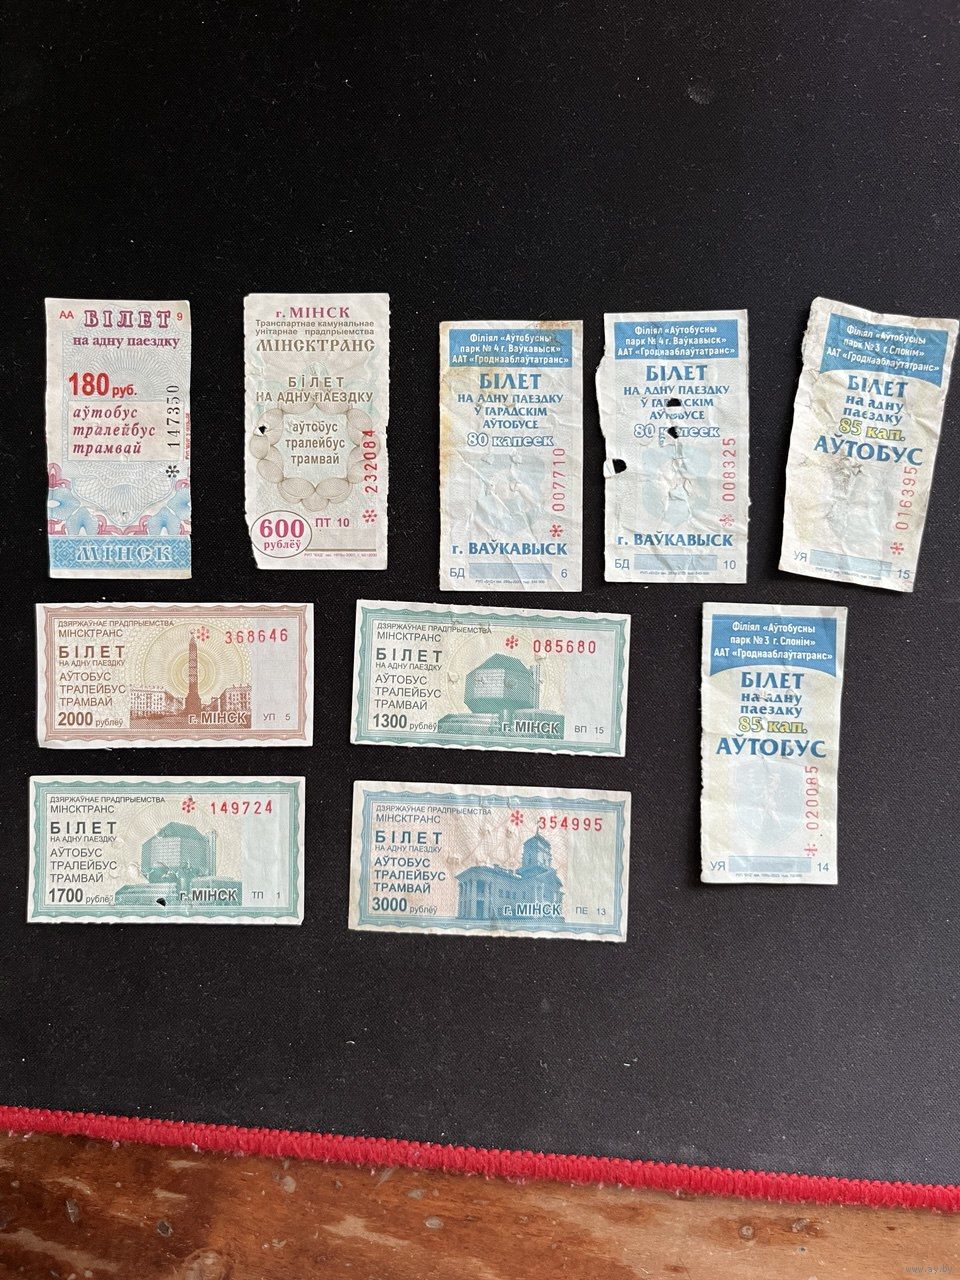 АА БІЛЕТ 9
на адну паездку
180 руб.
аўтобус
тралейбус
трамвай
147350
МІНСК
г. МІНСК
Транспартнае камунальнае
унітарнае прадпрыемства
МІНСКТРАНС
БІЛЕТ
НА АДНУ ПАЕЗДКУ
аўтобус
тралейбус
трамвай
232084
600
рублёў
ПТ 10
Філіял «Аўтобусны
парк № 4 г. Ваўкавыск»
ААТ «Гроднааблаўтатранс»
БІЛЕТ
НА АДНУ ПАЕЗДКУ
Ў ГАРАДСКІМ
АЎТОБУСЕ
80 капеек
007710
г. ВАЎКАВЫСК
БД 6
Філіял «Аўтобусны
парк № 4 г. Ваўкавыск»
ААТ «Гроднааблаўтатранс»
БІЛЕТ
НА АДНУ ПАЕЗДКУ
Ў ГАРАДСКІМ
АЎТОБУСЕ
80 капеек
008325
г. ВАЎКАВЫСК
БД 10
Філіял «Аўтобусны
парк № 3 г. Слонім»
ААТ «Гроднааблаўтатранс»
БІЛЕТ
на адну
паездку
85 кап.
АЎТОБУС
016395
УЯ 15
ДЗЯРЖАЎНАЕ ПРАДПРЫЕМСТВА
МІНСКТРАНС
368646
БІЛЕТ
НА АДНУ ПАЕЗДКУ
АЎТОБУС
ТРАЛЕЙБУС
ТРАМВАЙ
2000 рублёў
г. МІНСК
УП 5
ДЗЯРЖАЎНАЕ ПРАДПРЫЕМСТВА
МІНСКТРАНС
085680
БІЛЕТ
НА АДНУ ПАЕЗДКУ
АЎТОБУС
ТРАЛЕЙБУС
ТРАМВАЙ
1300 рублёў
г. МІНСК
ВП 15
Філіял «Аўтобусны
парк № 3 г. Слонім»
ААТ «Гроднааблаўтатранс»
БІЛЕТ
на адну
паездку
85 кап.
АЎТОБУС
020085
УЯ 14
ДЗЯРЖАЎНАЕ ПРАДПРЫЕМСТВА
МІНСКТРАНС
149724
БІЛЕТ
НА АДНУ ПАЕЗДКУ
АЎТОБУС
ТРАЛЕЙБУС
ТРАМВАЙ
1700 рублёў
г. МІНСК
ТП 1
ДЗЯРЖАЎНАЕ ПРАДПРЫЕМСТВА
МІНСКТРАНС
354995
БІЛЕТ
НА АДНУ ПАЕЗДКУ
АЎТОБУС
ТРАЛЕЙБУС
ТРАМВАЙ
3000 рублёў
г. МІНСК
ПЕ 13
www.ay.by